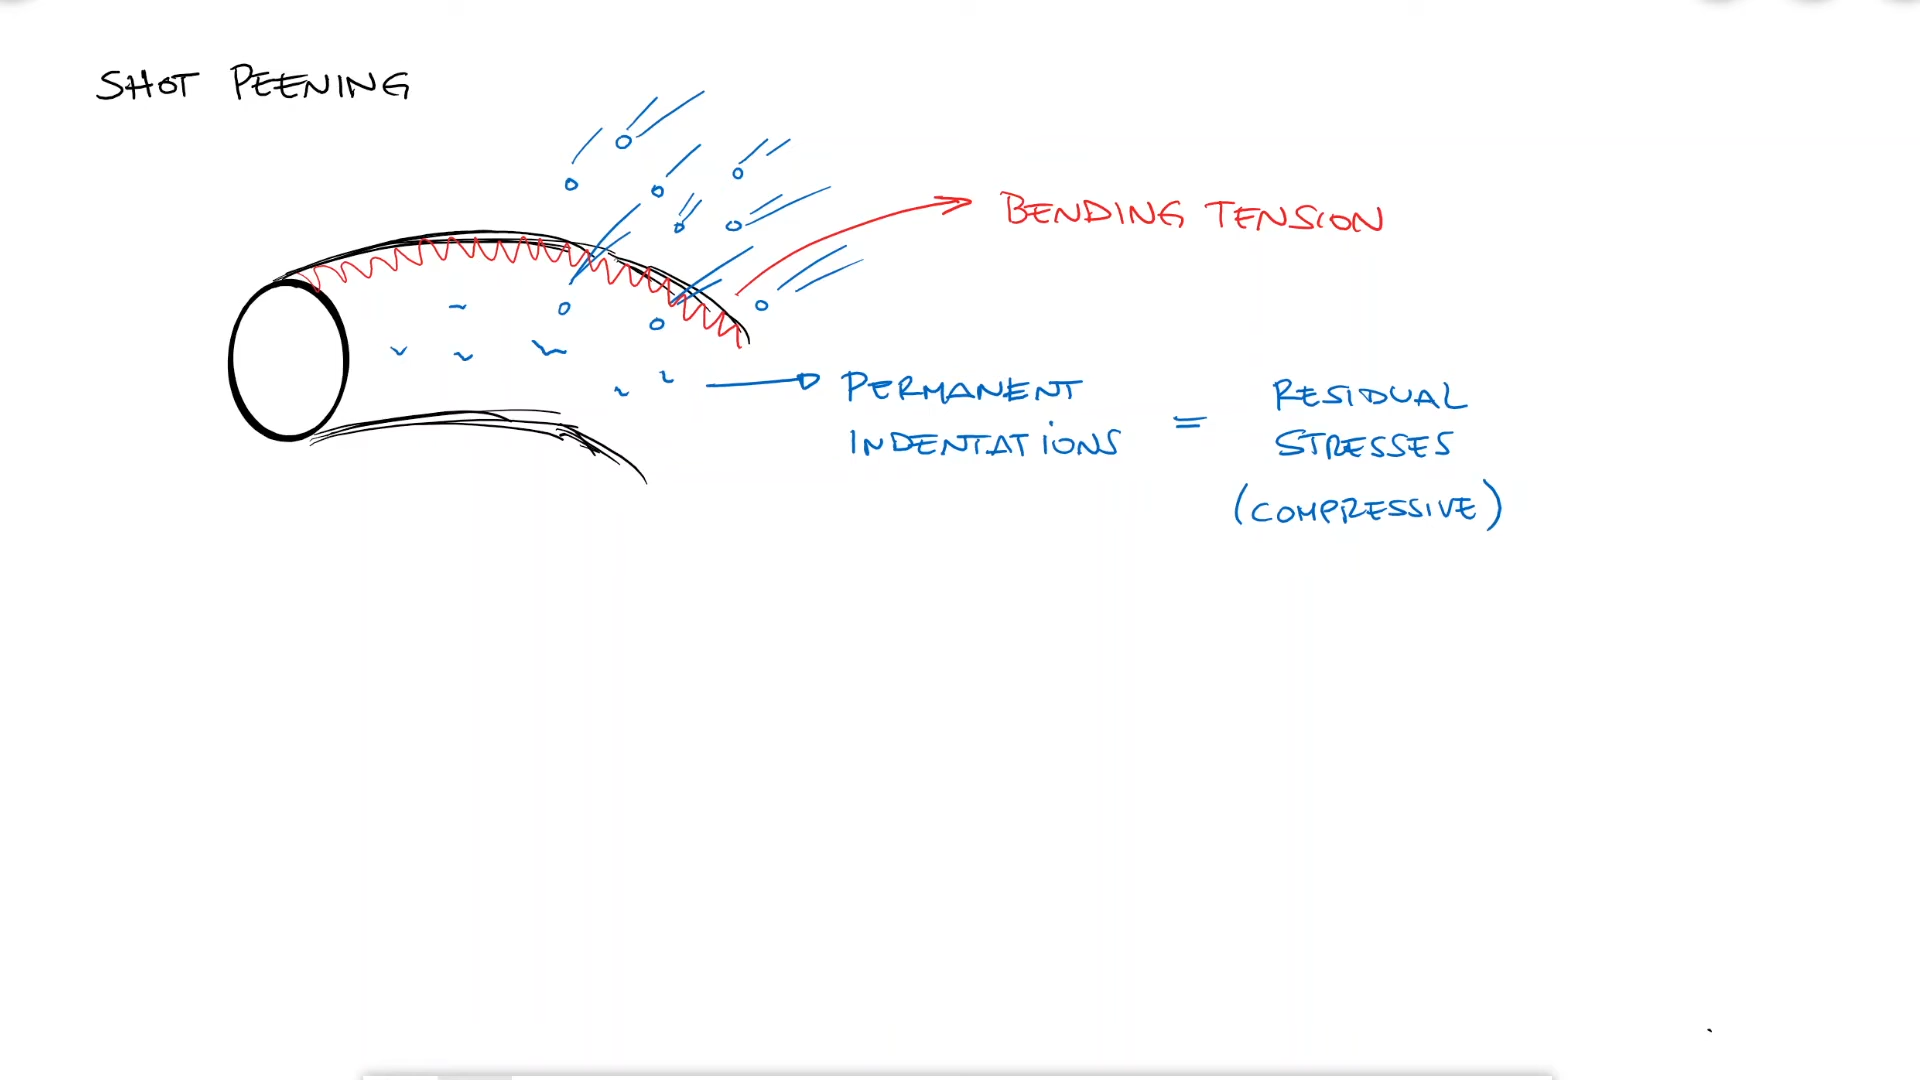 SHOT PEENING
BENDING TENSION
PERMANENT
INDENTATIONS
=
RESIDUAL
STRESSES
(COMPRESSIVE)